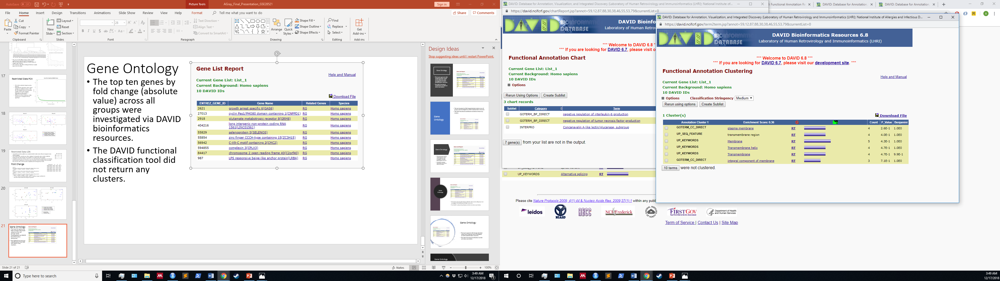 AutoSave Off
Picture Tools
AGray_Final_Presentation_GSE28521
Sign in
File Home Insert Design Transitions Animations Slide Show Review View Help Format Tell me what you want to do
Share Comments
Paste
Cut
Copy
Format Painter
Clipboard
New Slide
Layout
Reset
Section
Slides
28
Font
Text Direction
Align Text
Convert to SmartArt
Paragraph
Arrange
Quick Styles
Shape Fill
Shape Outline
Shape Effects
Drawing
Find
Replace
Select
Editing
Get Add-ins
Add-ins
17
Restricted Data PCA
18
19
Restricted Data LDA
Fold Change
20
21
Gene Ontology
• The top ten genes by
fold change (absolute
value) across all
groups were
investigated via DAVID
bioinformatics
resources.
• The DAVID functional
classification tool did
not return any
clusters.
Gene List Report
Help and Manual
Current Gene List: List_1
Current Background: Homo sapiens
10 DAVID IDs
Download File
ENTREZ_GENE_ID Gene Name Related Genes Species
2621 growth arrest specific 6(GAS6) RG Homo sapiens
27013 cyclin Pas1/PHO80 domain containing 1(CNPPD1) RG Homo sapiens
2918 glutamate metabotropic receptor 8(GRM8) RG Homo sapiens
404216 long intergenic non-protein coding RNA 1561(LINC01561) RG Homo sapiens
55829 selenoprotein S(SELENOS) RG Homo sapiens
55854 zinc finger CCCH-type containing 15(ZC3H15) RG Homo sapiens
56942 C-X9-C motif containing 2(CMC2) RG Homo sapiens
594855 complexin 3(CPLX3) RG Homo sapiens
84417 chromosome 2 open reading frame 40(C2orf40) RG Homo sapiens
987 LPS responsive beige-like anchor protein(LRBA) RG Homo sapiens
Design Ideas
Stop suggesting ideas until I restart PowerPoint.
Gene Ontology
Gene Ontology
Gene Ontology
Gene Ontology
Gene Ontology
Gene Ontology
Slide 21 of 21
Notes
100%
Type here to search
3:49 AM
12/17/2018
DAVID: Database for Annotation, Visualization, and Integrated Discovery (Laboratory of Human Retrovirology and Immunoinformatics (LHRI); National Institute of...
https://david.ncifcrf.gov/chartReport.jsp?annot=59,12,87,88,30,38,46,55,53,79&currentList=0
DAVID BIOINFORMATICS DATABASE
DAVID Bioinfo
Laboratory of Human Retrov
*** Welcome to DAVID 6.8 *
*** If you are looking for DAVID 6.7, please visit o
Functional Annotation Chart
Current Gene List: List_1
Current Background: Homo sapiens
10 DAVID IDs
Options
Rerun Using Options Create Sublist
3 chart records
Sublist Category Term
GOTERM_BP_DIRECT negative regulation of interleukin-6 production
GOTERM_BP_DIRECT negative regulation of tumor necrosis factor production
INTERPRO Concanavalin A-like lectin/glucanase, subgroup
7 gene(s) from your list are not in the output.
UP_KEYWORDS Alternative splicing RT
Please cite Nature Protocols 2009; 4(1):44 & Nucleic Acids Res. 2009;37(1):1 within any publi
leidos NIAID ABCC NCI Frederick FIRSTGOV Department of Health and Human Services
Term of Service | Contact Us | Site Map
: Functional Annotation Re
DAVID: Database for Annotation,
DAVID: Database for Annotation,
DAVID: Database for Annotation, Visualization, and Integrated Discovery (Laboratory of Human Retrovirology and Immunoinformatics (LHRI); National Institute of Allergies and Infectious D...
https://david.ncifcrf.gov/term2term.jsp?annot=59,12,87,88,30,38,46,55,53,79&currentList=0
DAVID BIOINFORMATICS DATABASE
DAVID Bioinformatics Resources 6.8
Laboratory of Human Retrovirology and Immunoinformatics (LHRI)
*** Welcome to DAVID 6.8 ***
*** If you are looking for DAVID 6.7, please visit our development site. ***
Functional Annotation Clustering
Help and Manual
Current Gene List: List_1
Current Background: Homo sapiens
10 DAVID IDs
Options Classification Stringency Medium
Rerun using options Create Sublist
1 Cluster(s)
Download File
Annotation Cluster 1 Enrichment Score: 0.36 G Count P_Value Benjamini
GOTERM_CC_DIRECT plasma membrane RT 4 2.6E-1 1.0E0
UP_SEQ_FEATURE transmembrane region RT 4 4.0E-1 1.0E0
UP_KEYWORDS Membrane RT 5 4.3E-1 1.0E0
UP_KEYWORDS Transmembrane helix RT 4 4.7E-1 1.0E0
UP_KEYWORDS Transmembrane RT 4 4.7E-1 9.9E-1
GOTERM_CC_DIRECT integral component of membrane RT 3 7.1E-1 1.0E0
10 terms were not clustered.
3:49 AM
12/17/2018